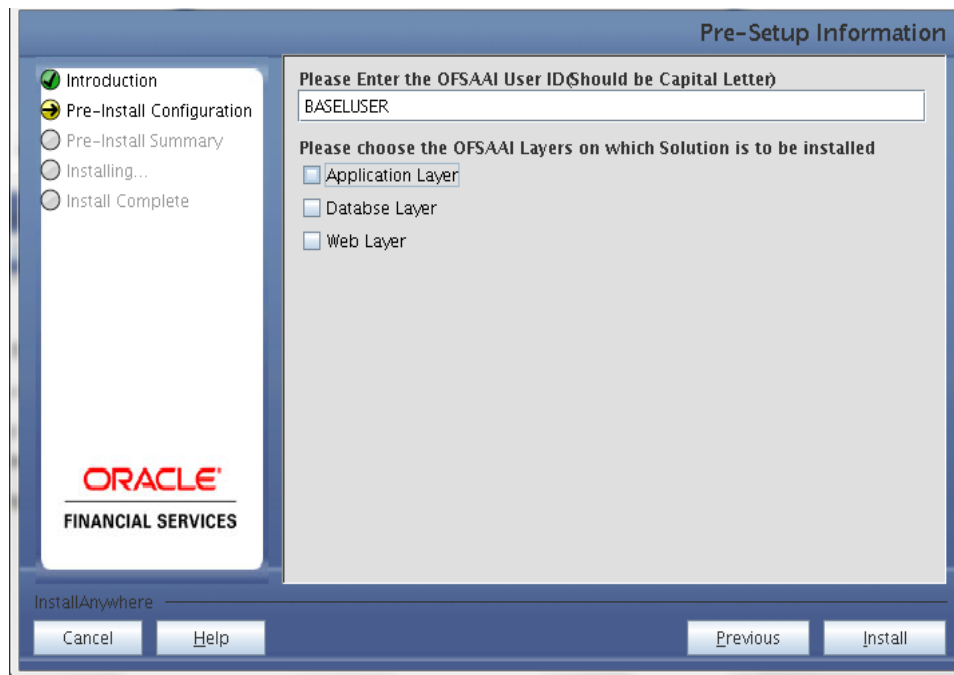 Pre-Setup Information
Introduction
Pre-Install Configuration
Pre-Install Summary
Installing...
Install Complete
Please Enter the OFSAAI User ID(Should be Capital Letter)
BASELUSER
Please choose the OFSAAI Layers on which Solution is to be installed
Application Layer
Databse Layer
Web Layer
ORACLE'
FINANCIAL SERVICES
InstallAnywhere
Cancel
Help
Previous
Install